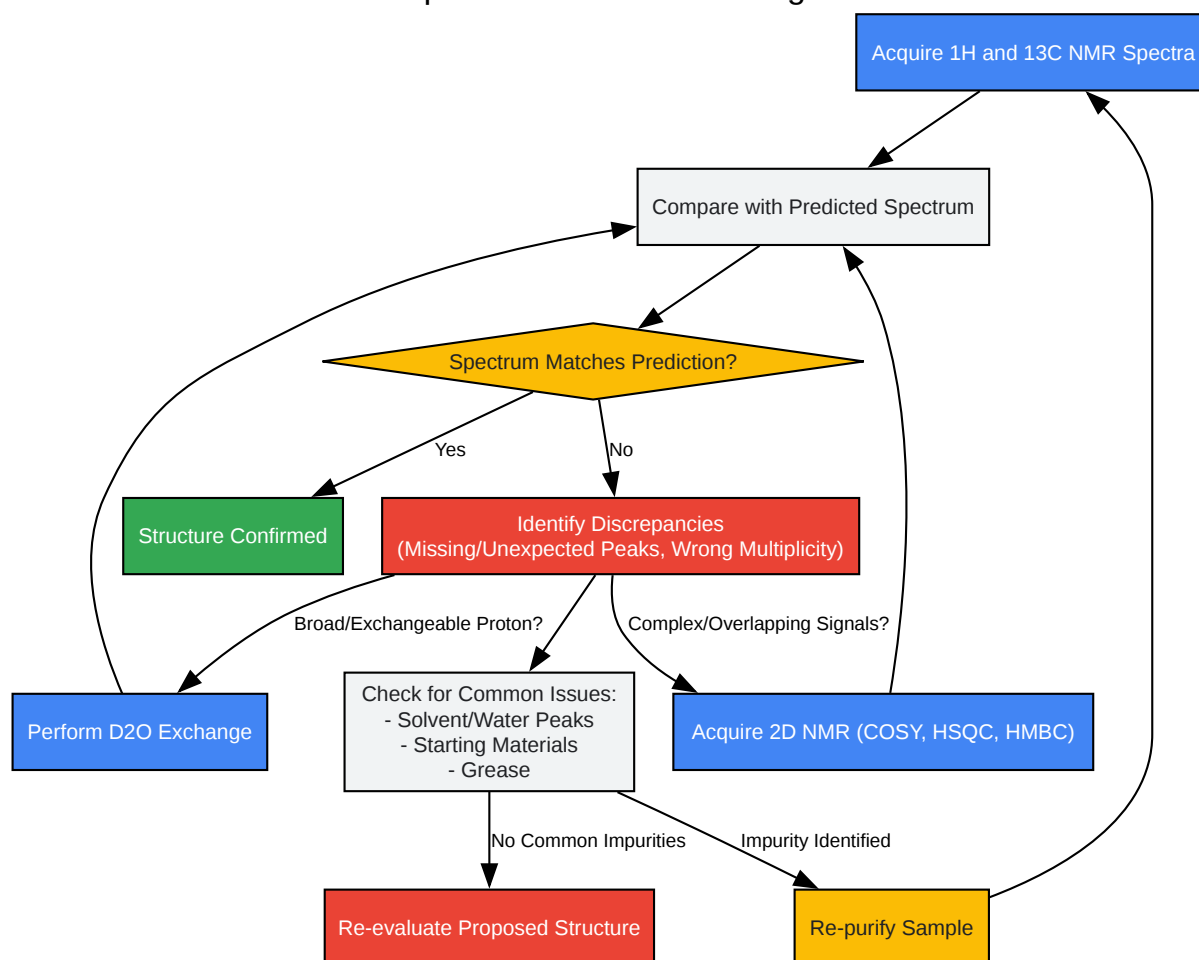 Acquire 1H and 13C NMR Spectra
Compare with Predicted Spectrum
Spectrum Matches Prediction?
Yes
No
Structure Confirmed
Identify Discrepancies
(Missing/Unexpected Peaks, Wrong Multiplicity)
Broad/Exchangeable Proton?
Complex/Overlapping Signals?
Perform D2O Exchange
Check for Common Issues:
- Solvent/Water Peaks
- Starting Materials
- Grease
Acquire 2D NMR (COSY, HSQC, HMBC)
No Common Impurities
Impurity Identified
Re-evaluate Proposed Structure
Re-purify Sample